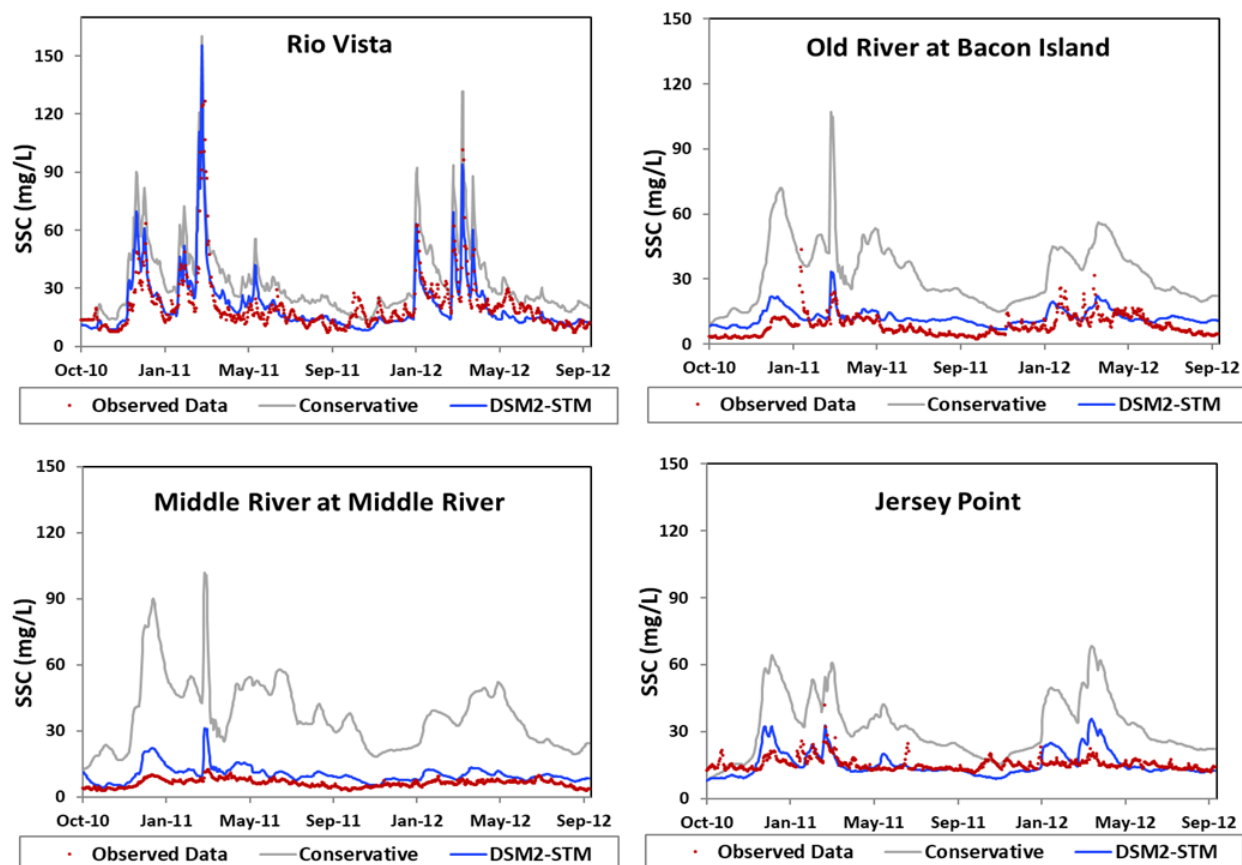 Rio Vista
SSC (mg/L)
150
120
90
60
30
0
Oct-10 Jan-11 May-11 Sep-11 Jan-12 May-12 Sep-12
Observed Data Conservative DSM2-STM
Old River at Bacon Island
SSC (mg/L)
150
120
90
60
30
0
Oct-10 Jan-11 May-11 Sep-11 Jan-12 May-12 Sep-12
Observed Data Conservative DSM2-STM
Middle River at Middle River
SSC (mg/L)
150
120
90
60
30
0
Oct-10 Jan-11 May-11 Sep-11 Jan-12 May-12 Sep-12
Observed Data Conservative DSM2-STM
Jersey Point
SSC (mg/L)
150
120
90
60
30
0
Oct-10 Jan-11 May-11 Sep-11 Jan-12 May-12 Sep-12
Observed Data Conservative DSM2-STM